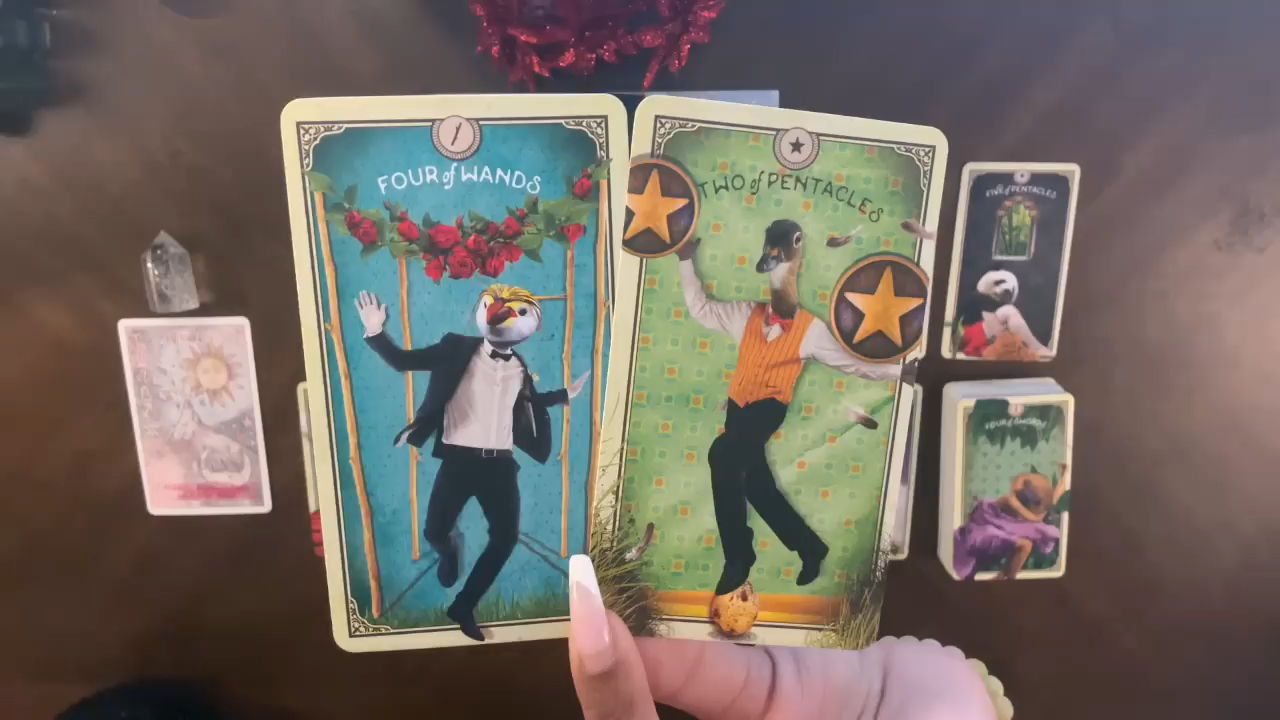 FOUR of WANDS
TWO of PENTACLES
FIVE of PENTACLES
FOUR of SWORDS